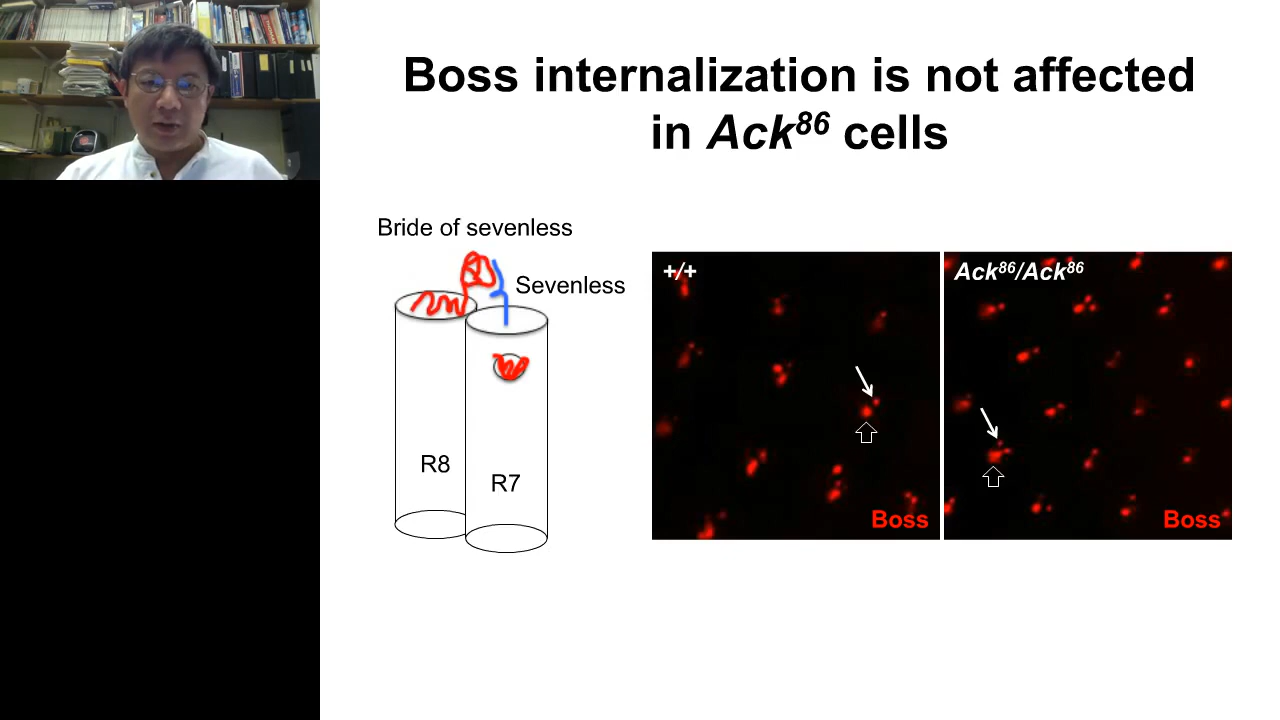 Boss internalization is not affected
in Ack86 cells
Bride of sevenless
Sevenless
R8
R7
+/+
Boss
Ack86/Ack86
Boss